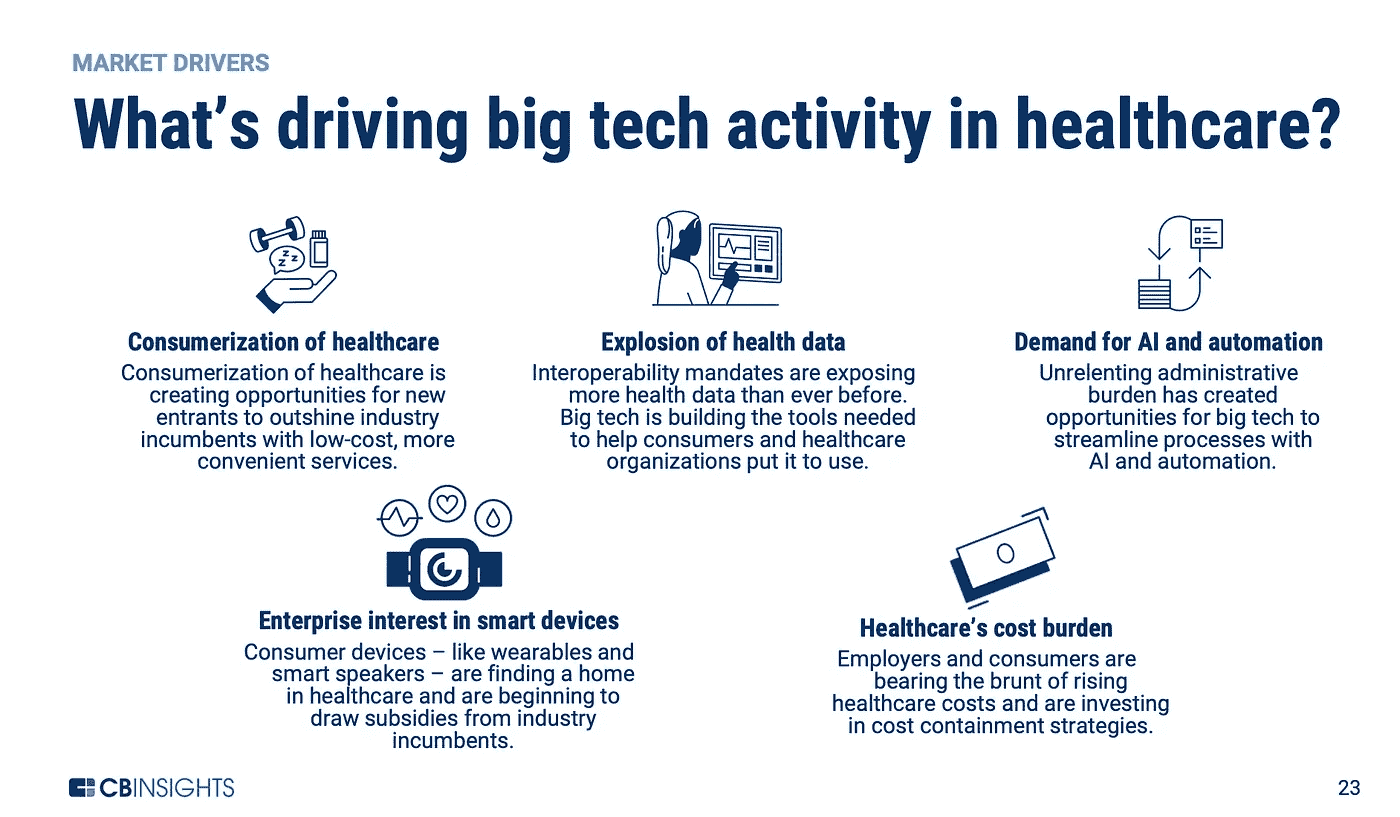 MARKET DRIVERS
What's driving big tech activity in healthcare?
Consumerization of healthcare
Consumerization of healthcare is
creating opportunities for new
entrants to outshine industry
incumbents with low-cost, more
convenient services.
Explosion of health data
Interoperability mandates are exposing
more health data than ever before.
Big tech is building the tools needed
to help consumers and healthcare
organizations put it to use.
Demand for AI and automation
Unrelenting administrative
burden has created
opportunities for big tech to
streamline processes with
AI and automation.
z z
z z
Enterprise interest in smart devices
Consumer devices – like wearables and
smart speakers – are finding a home
in healthcare and are beginning to
draw subsidies from industry
incumbents.
Healthcare's cost burden
Employers and consumers are
bearing the brunt of rising
healthcare costs and are investing
in cost containment strategies.
CBINSIGHTS
23